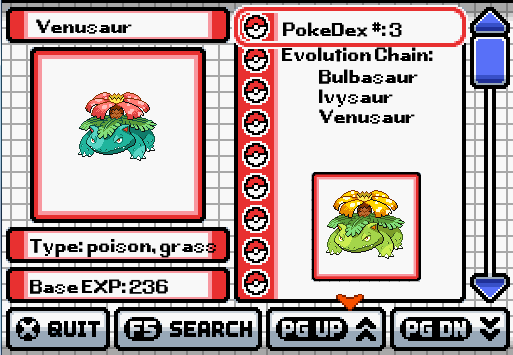 Venusaur
PokeDex #: 3
Evolution Chain:
Bulbasaur
Ivysaur
Venusaur
Type: poison, grass
Base EXP: 236
X QUIT
F5 SEARCH
PG UP
PG DN